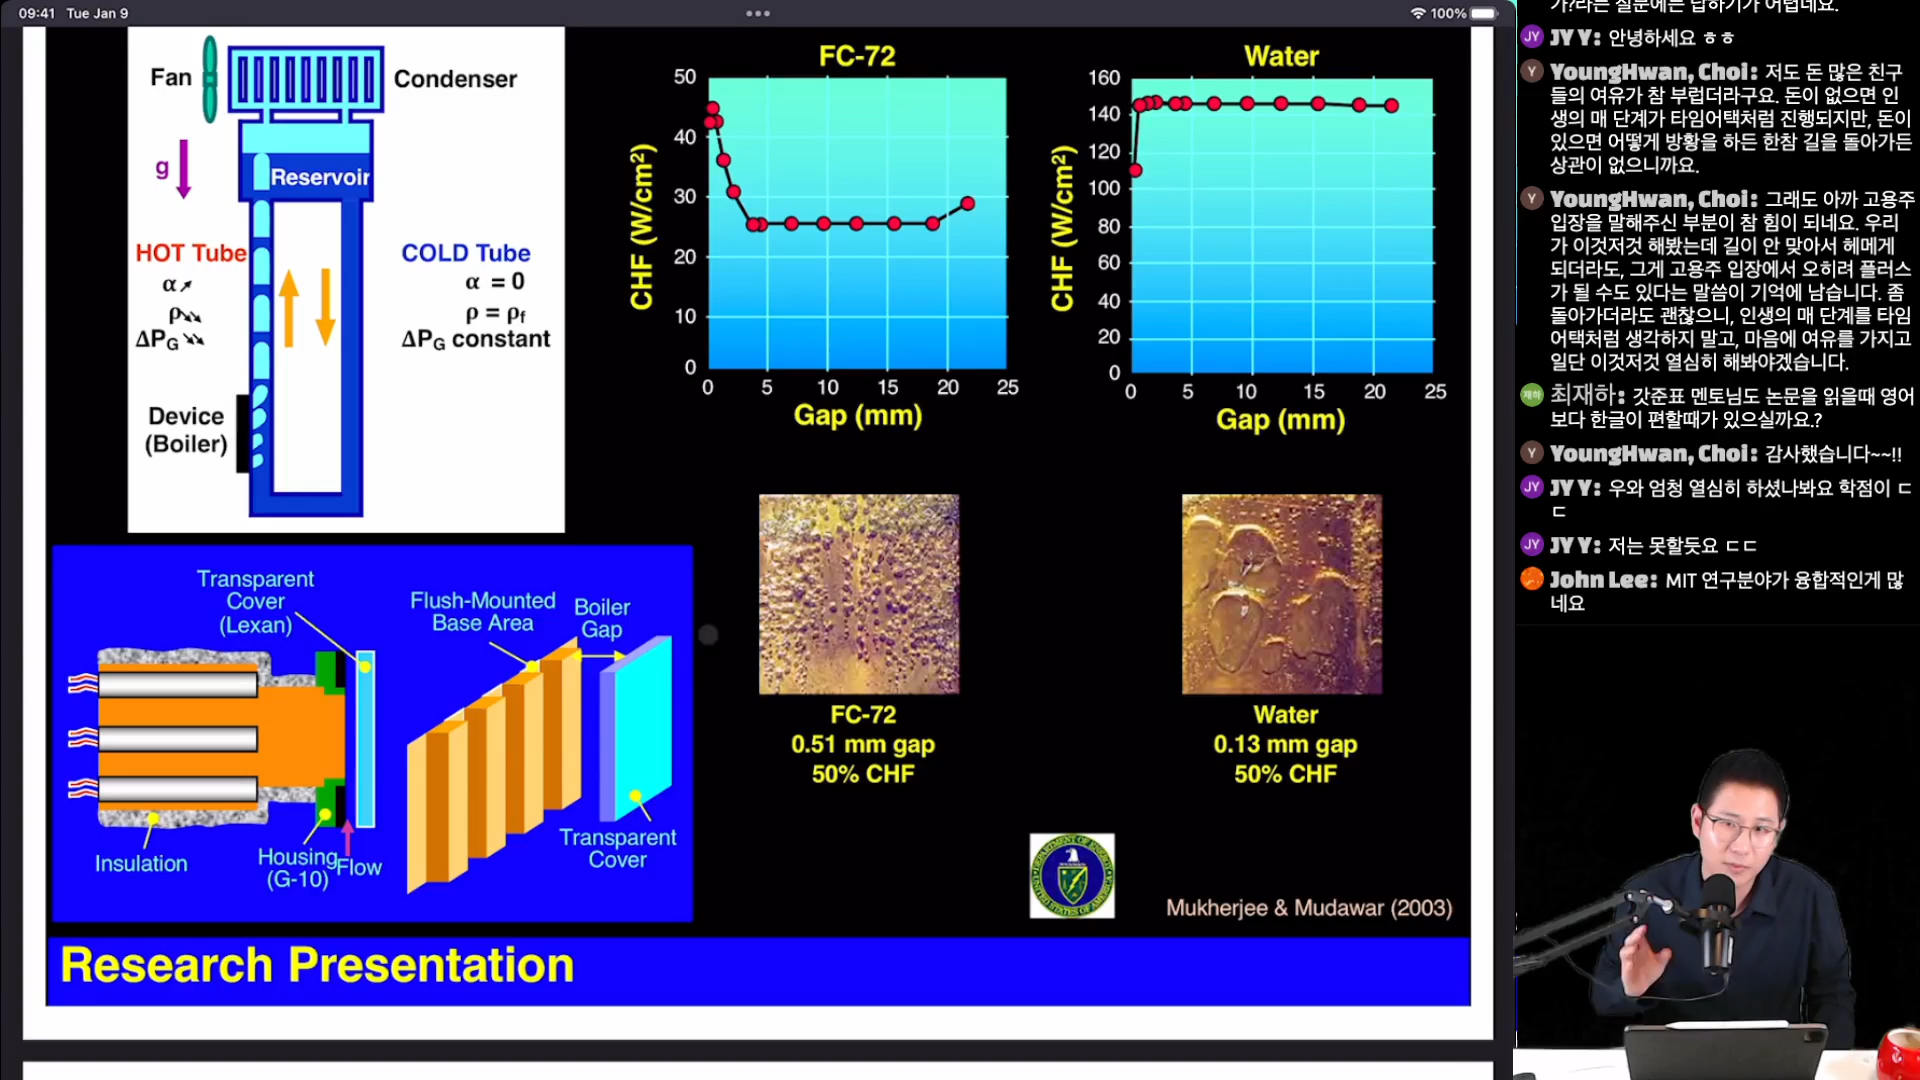 09:41 Tue Jan 9
100%
Fan
Condenser
g
Reservoir
HOT Tube
α↗
ρ↘↘
ΔPG ↘↘
COLD Tube
α = 0
ρ = ρf
ΔPG constant
Device
(Boiler)
FC-72
CHF (W/cm²)
50
40
30
20
10
0
0 5 10 15 20 25
Gap (mm)
Water
CHF (W/cm²)
160
140
120
100
80
60
40
20
0
0 5 10 15 20 25
Gap (mm)
Transparent
Cover
(Lexan)
Flush-Mounted
Base Area
Boiler
Gap
Insulation
Housing
(G-10)
Flow
Transparent
Cover
FC-72
0.51 mm gap
50% CHF
Water
0.13 mm gap
50% CHF
Mukherjee & Mudawar (2003)
Research Presentation
가?라는 질문에는 답하기가 어렵네요.
JY
JY Y: 안녕하세요 ㅎㅎ
Y
YoungHwan, Choi: 저도 돈 많은 친구
들의 여유가 참 부럽더라구요. 돈이 없으면 인
생의 매 단계가 타임어택처럼 진행되지만, 돈이
있으면 어떻게 방황을 하든 한참 길을 돌아가든
상관이 없으니까요.
Y
YoungHwan, Choi: 그래도 아까 고용주
입장을 말해주신 부분이 참 힘이 되네요. 우리
가 이것저것 해봤는데 길이 안 맞아서 헤메게
되더라도, 그게 고용주 입장에서 오히려 플러스
가 될 수도 있다는 말씀이 기억에 남습니다. 좀
돌아가더라도 괜찮으니, 인생의 매 단계를 타임
어택처럼 생각하지 말고, 마음에 여유를 가지고
일단 이것저것 열심히 해봐야겠습니다.
재하
최재하: 갓준표 멘토님도 논문을 읽을때 영어
보다 한글이 편할때가 있으실까요.?
Y
YoungHwan, Choi: 감사했습니다~~!!
JY
JY Y: 우와 엄청 열심히 하셨나봐요 학점이 ㄷ
ㄷ
JY
JY Y: 저는 못할듯요 ㄷㄷ
John Lee: MIT 연구분야가 융합적인게 많
네요